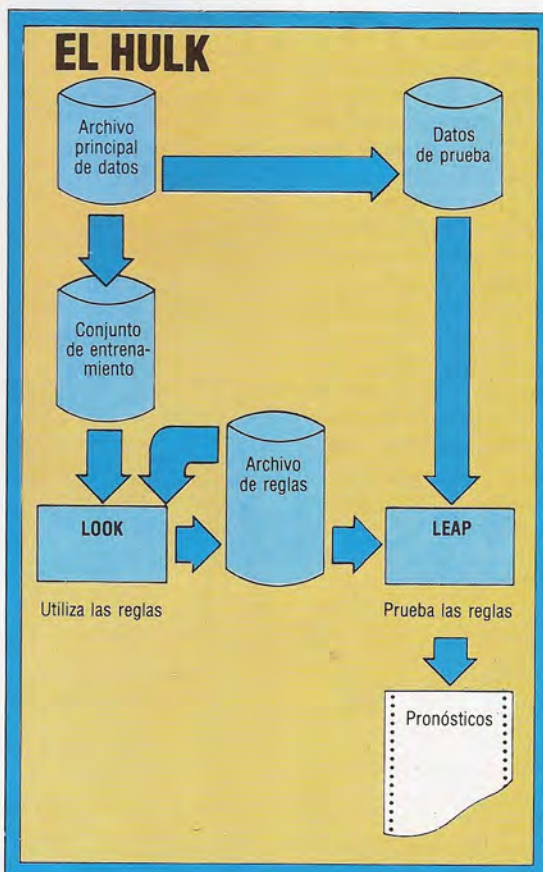 EL HULK
Archivo
principal
de datos
Datos
de prueba
Conjunto
de entrena-
miento
Archivo
de reglas
LOOK
LEAP
Utiliza las reglas
Prueba las reglas
Pronósticos